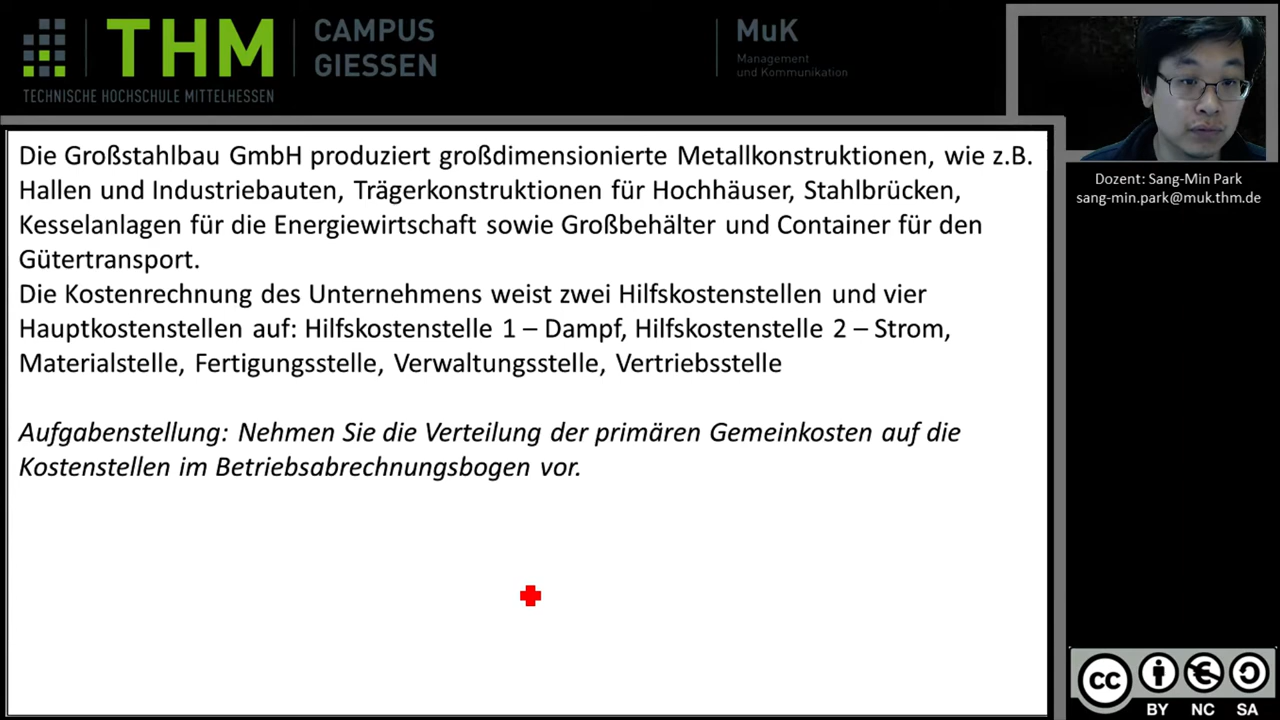 THM
CAMPUS
GIESSEN
TECHNISCHE HOCHSCHULE MITTELHESSEN
MuK
Management
und Kommunikation
Die Großstahlbau GmbH produziert großdimensionierte Metallkonstruktionen, wie z.B.
Hallen und Industriebauten, Trägerkonstruktionen für Hochhäuser, Stahlbrücken,
Kesselanlagen für die Energiewirtschaft sowie Großbehälter und Container für den
Gütertransport.
Die Kostenrechnung des Unternehmens weist zwei Hilfskostenstellen und vier
Hauptkostenstellen auf: Hilfskostenstelle 1 – Dampf, Hilfskostenstelle 2 – Strom,
Materialstelle, Fertigungsstelle, Verwaltungsstelle, Vertriebsstelle
Aufgabenstellung: Nehmen Sie die Verteilung der primären Gemeinkosten auf die
Kostenstellen im Betriebsabrechnungsbogen vor.
Dozent: Sang-Min Park
sang-min.park@muk.thm.de
cc
BY NC SA